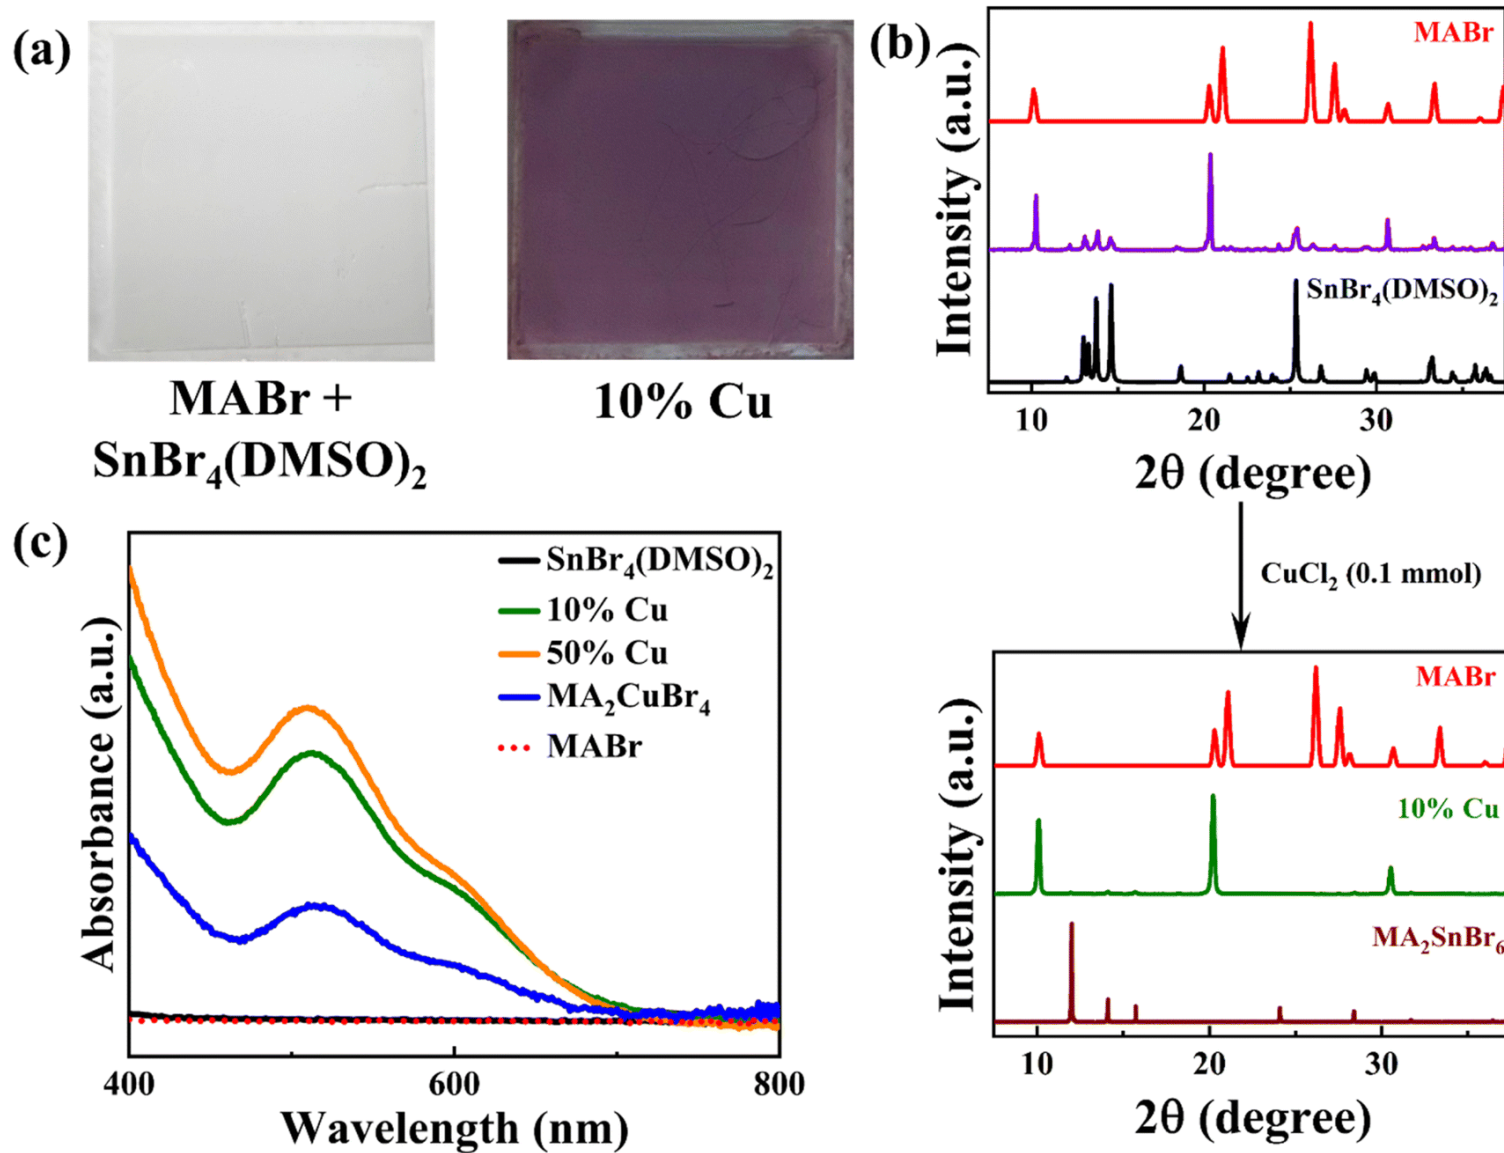 (a)
MABr +
SnBr₄(DMSO)₂
10% Cu
(b)
Intensity (a.u.)
MABr
SnBr₄(DMSO)₂
10 20 30
2θ (degree)
CuCl₂ (0.1 mmol)
Intensity (a.u.)
MABr
10% Cu
MA₂SnBr₆
10 20 30
2θ (degree)
(c)
Absorbance (a.u.)
SnBr₄(DMSO)₂
10% Cu
50% Cu
MA₂CuBr₄
MABr
400 600 800
Wavelength (nm)